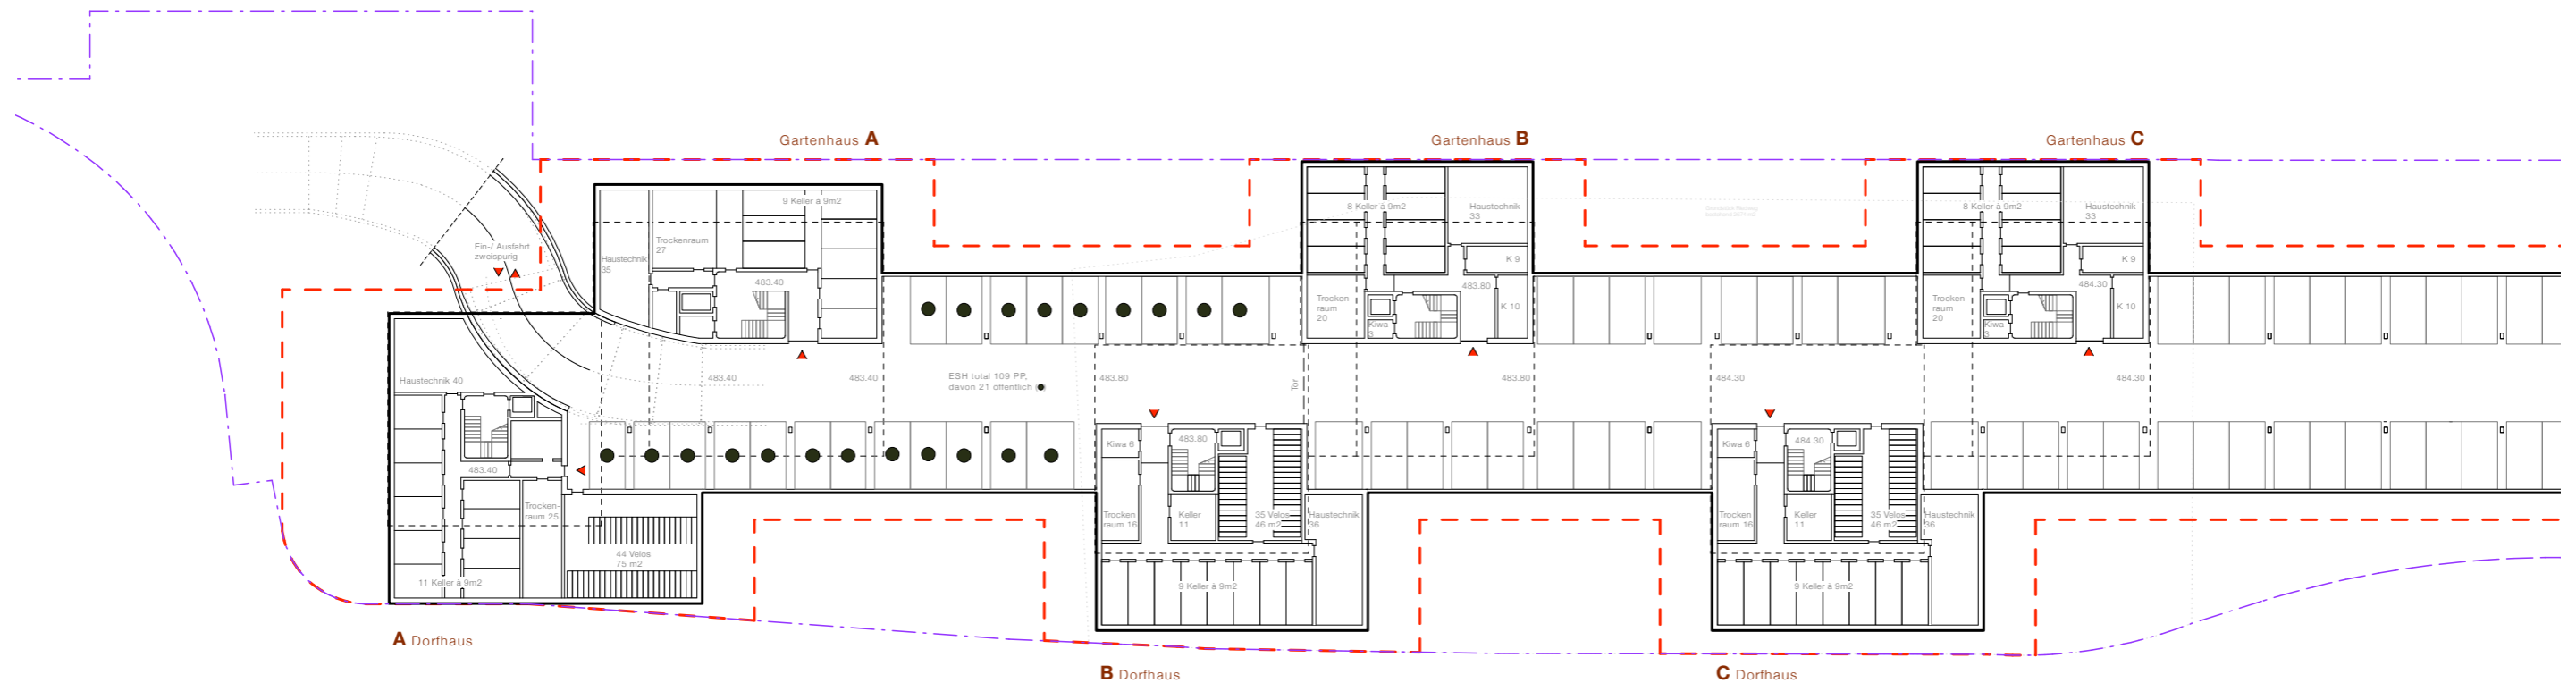 Gartenhaus A
Gartenhaus B
Gartenhaus C
Ein-/ Ausfahrt
zweispurig
9 Keller à 9m2
Trockenraum
27
Haustechnik
35
483.40
8 Keller à 9m2
Haustechnik
33
K 9
483.80
K 10
Trocken-
raum
20
Kiwa
3
8 Keller à 9m2
Haustechnik
33
K 9
484.30
K 10
Trocken-
raum
20
Kiwa
3
Haustechnik 40
483.40
483.40
ESH total 109 PP,
davon 21 öffentlich
483.80
Tor
483.80
484.30
484.30
483.40
Trocken-
raum 25
44 Velos
75 m2
11 Keller à 9m2
Kiwa 6
483.80
Trocken
raum 16
Keller
11
35 Velos
46 m2
Haustechnik
36
9 Keller à 9m2
Kiwa 6
484.30
Trocken
raum 16
Keller
11
35 Velos
46 m2
Haustechnik
36
9 Keller à 9m2
A Dorfhaus
B Dorfhaus
C Dorfhaus